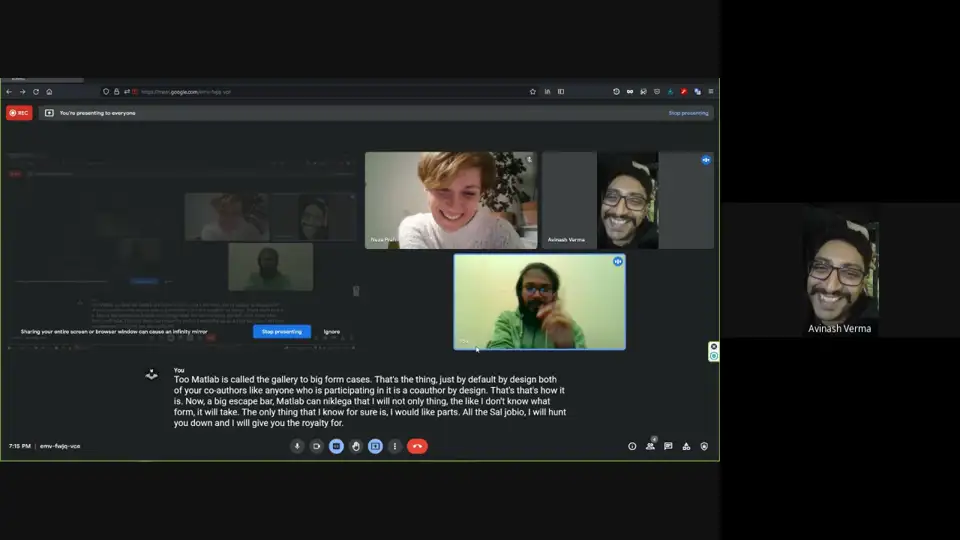 REC
You're presenting to everyone
Stop presenting
Avinash Verma
Sharing your entire screen or browser window can cause an infinity mirror
Stop presenting
Ignore
You
Too Matlab is called the gallery to big form cases. That's the thing, just by default by design both
of your co-authors like anyone who is participating in it is a coauthor by design. That's that's how it
is. Now, a big escape bar, Matlab can niklega that I will not only thing, the like I don't know what
form, it will take. The only thing that I know for sure is, I would like parts. All the Sal jobio, I will hunt
you down and I will give you the royalty for.
7:15 PM
Avinash Verma